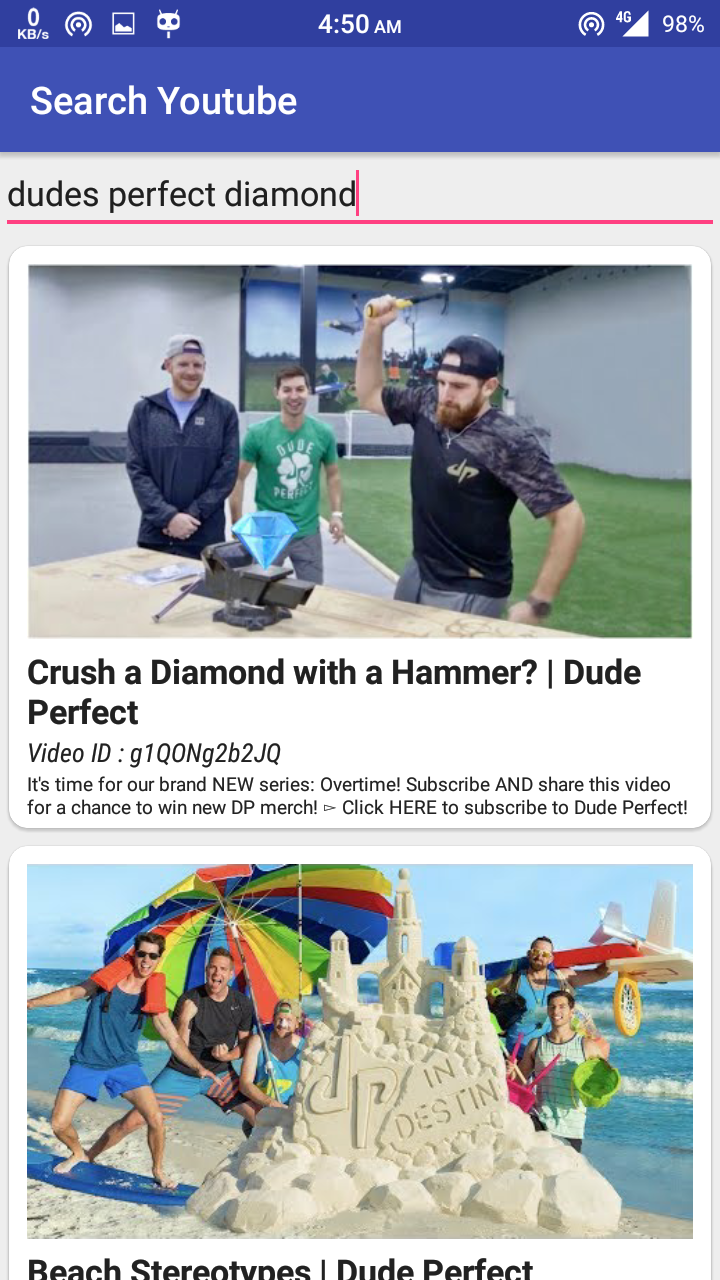 0
KB/s
4:50 AM
4G
98%
Search Youtube
dudes perfect diamond
DUDE
PERFECT
dp
Crush a Diamond with a Hammer? | Dude
Perfect
Video ID : g1QONg2b2JQ
It's time for our brand NEW series: Overtime! Subscribe AND share this video
for a chance to win new DP merch! ▻ Click HERE to subscribe to Dude Perfect!
dp
IN
DESTIN
Beach Stereotypes | Dude Perfect